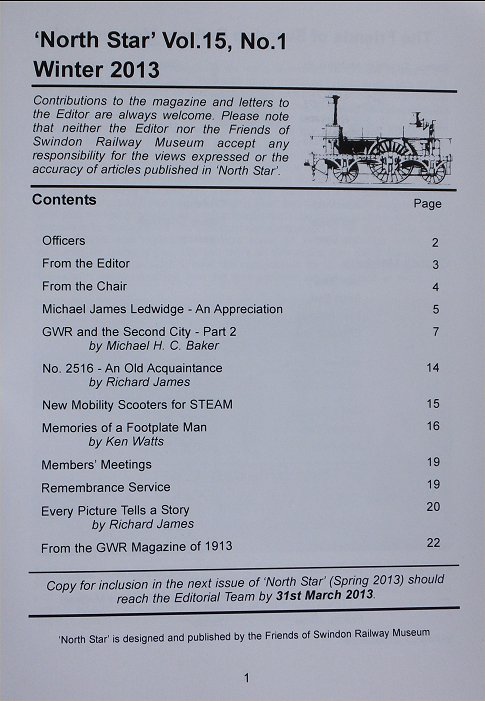 'North Star' Vol.15, No.1
Winter 2013
Contributions to the magazine and letters to
the Editor are always welcome. Please note
that neither the Editor nor the Friends of
Swindon Railway Museum accept any
responsibility for the views expressed or the
accuracy of articles published in 'North Star'.
Contents Page
Officers 2
From the Editor 3
From the Chair 4
Michael James Ledwidge - An Appreciation 5
GWR and the Second City - Part 2 7
by Michael H. C. Baker
No. 2516 - An Old Acquaintance 14
by Richard James
New Mobility Scooters for STEAM 15
Memories of a Footplate Man 16
by Ken Watts
Members' Meetings 19
Remembrance Service 19
Every Picture Tells a Story 20
by Richard James
From the GWR Magazine of 1913 22
Copy for inclusion in the next issue of 'North Star' (Spring 2013) should
reach the Editorial Team by 31st March 2013.
'North Star' is designed and published by the Friends of Swindon Railway Museum
1